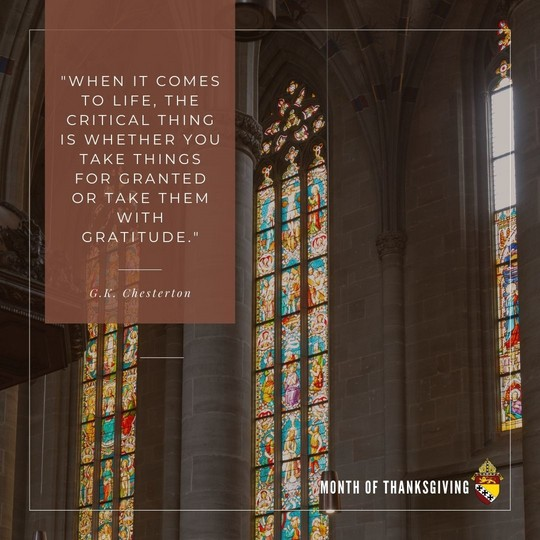 "WHEN IT COMES
TO LIFE, THE
CRITICAL THING
IS WHETHER YOU
TAKE THINGS
FOR GRANTED
OR TAKE THEM
WITH
GRATITUDE."
G.K. Chesterton
MONTH OF THANKSGIVING